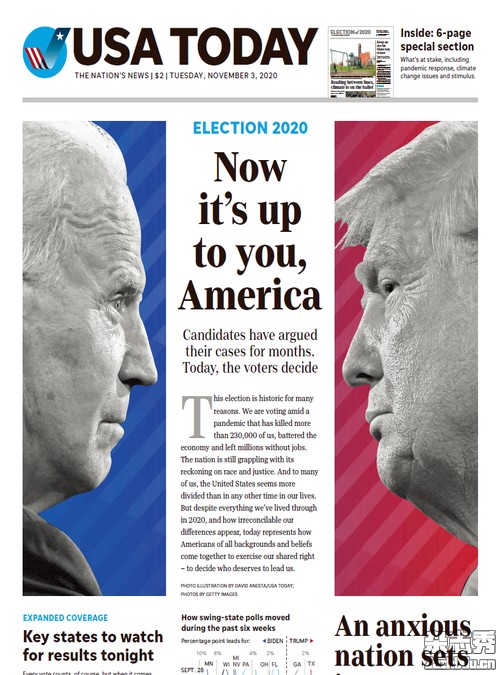 USA TODAY
THE NATION'S NEWS | $2 | TUESDAY, NOVEMBER 3, 2020
ELECTION 2020
Inside: 6-page
special section
What's at stake, including
pandemic response, climate
change issues and stimulus.
ELECTION 2020
Now
it's up
to you,
America
Candidates have argued
their cases for months.
Today, the voters decide
This election is historic for many
reasons. We are voting amid a
pandemic that has killed more
than 230,000 of us, battered the
economy and left millions without jobs.
The nation is still grappling with its
reckoning on race and justice. And to many
of us, the United States seems more
divided than in any other time in our lives.
But despite everything we've lived through
in 2020, and how irreconcilable our
differences appear, today represents how
Americans of all backgrounds and beliefs
come together to exercise our shared right
– to decide who deserves to lead us.
PHOTO ILLUSTRATION BY DAVID ANESTA/USA TODAY;
PHOTOS BY GETTY IMAGES
EXPANDED COVERAGE
Key states to watch
for results tonight
Every vote counts, of course, but when it comes
How swing-state polls moved
during the past six weeks
Percentage point leads for: BIDEN TRUMP
10% 8% 4% 2% 2%
MN WI MI NV PA OH FL GA TX
SEPT. 28
An anxious
nation sets